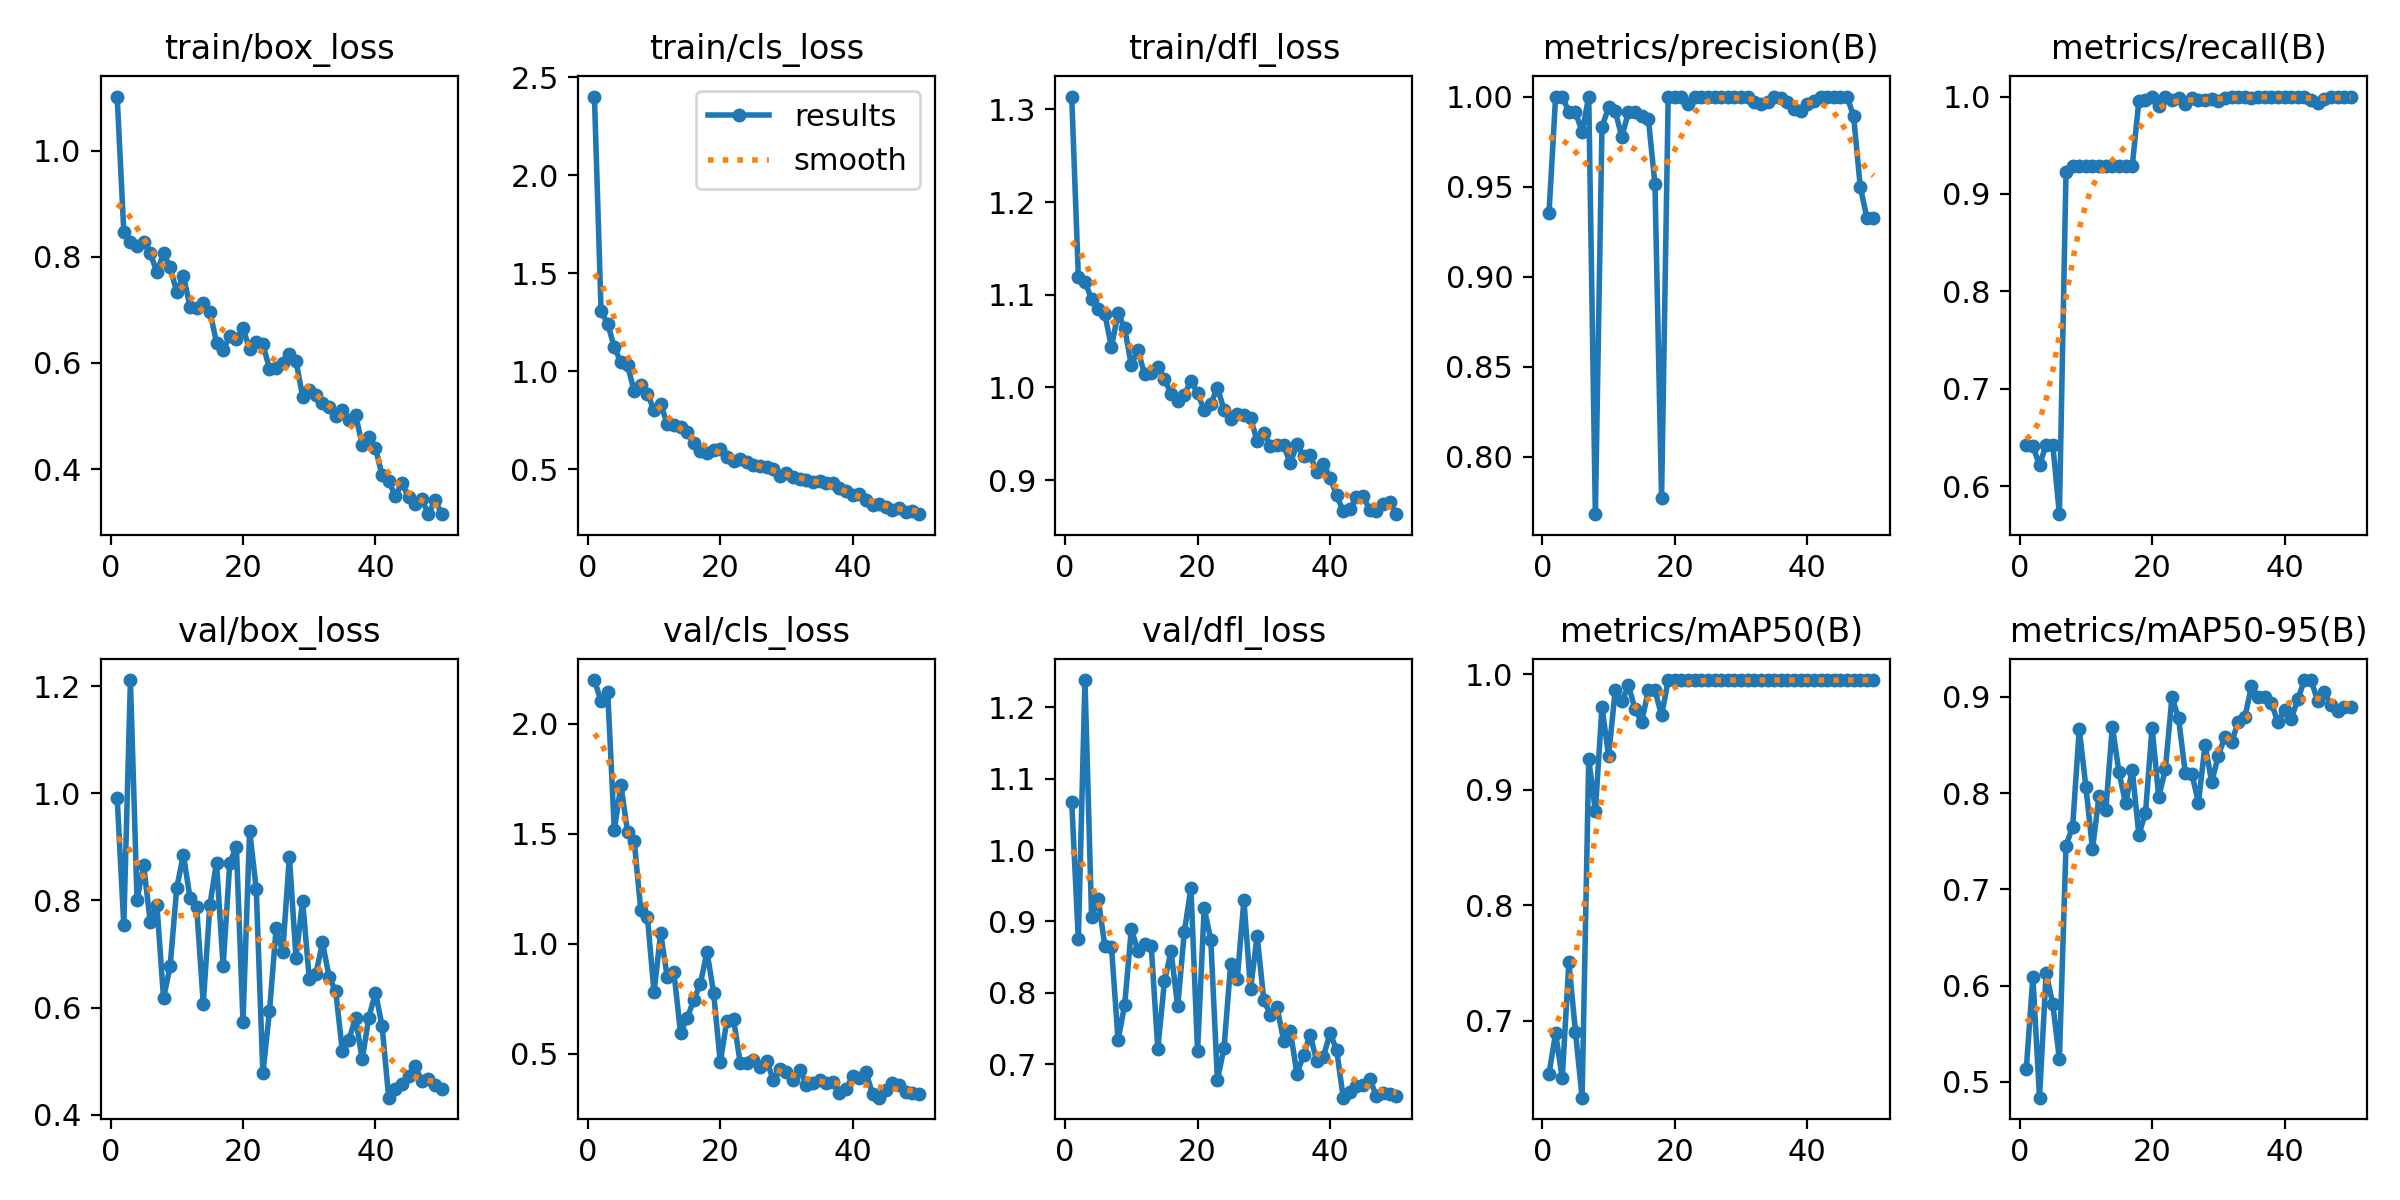 train/box_loss
1.0
0.8
0.6
0.4
0 20 40
train/cls_loss
2.5
2.0
1.5
1.0
0.5
0 20 40
results
smooth
train/dfl_loss
1.3
1.2
1.1
1.0
0.9
0 20 40
metrics/precision(B)
1.00
0.95
0.90
0.85
0.80
0 20 40
metrics/recall(B)
1.0
0.9
0.8
0.7
0.6
0 20 40
val/box_loss
1.2
1.0
0.8
0.6
0.4
0 20 40
val/cls_loss
2.0
1.5
1.0
0.5
0 20 40
val/dfl_loss
1.2
1.1
1.0
0.9
0.8
0.7
0 20 40
metrics/mAP50(B)
1.0
0.9
0.8
0.7
0 20 40
metrics/mAP50-95(B)
0.9
0.8
0.7
0.6
0.5
0 20 40